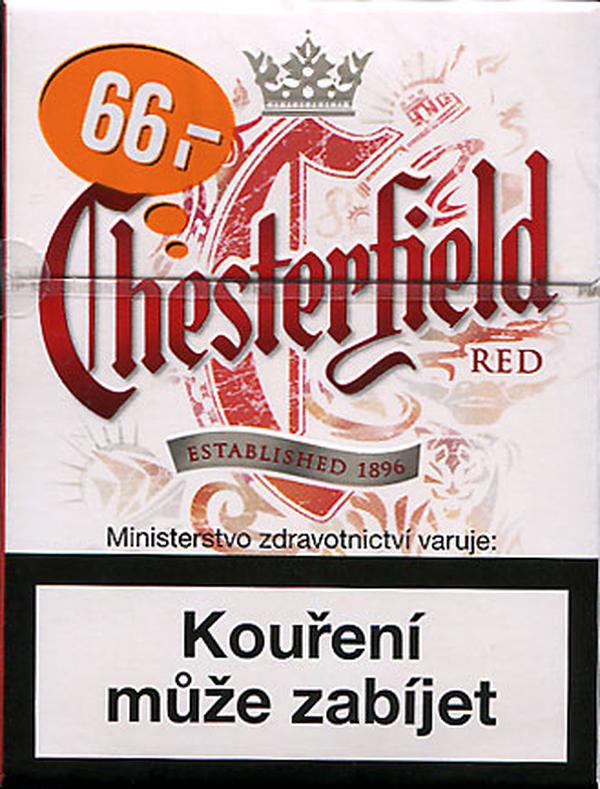 66,-
Chesterfield
RED
ESTABLISHED 1896
Ministerstvo zdravotnictví varuje:
Kouření
může zabíjet